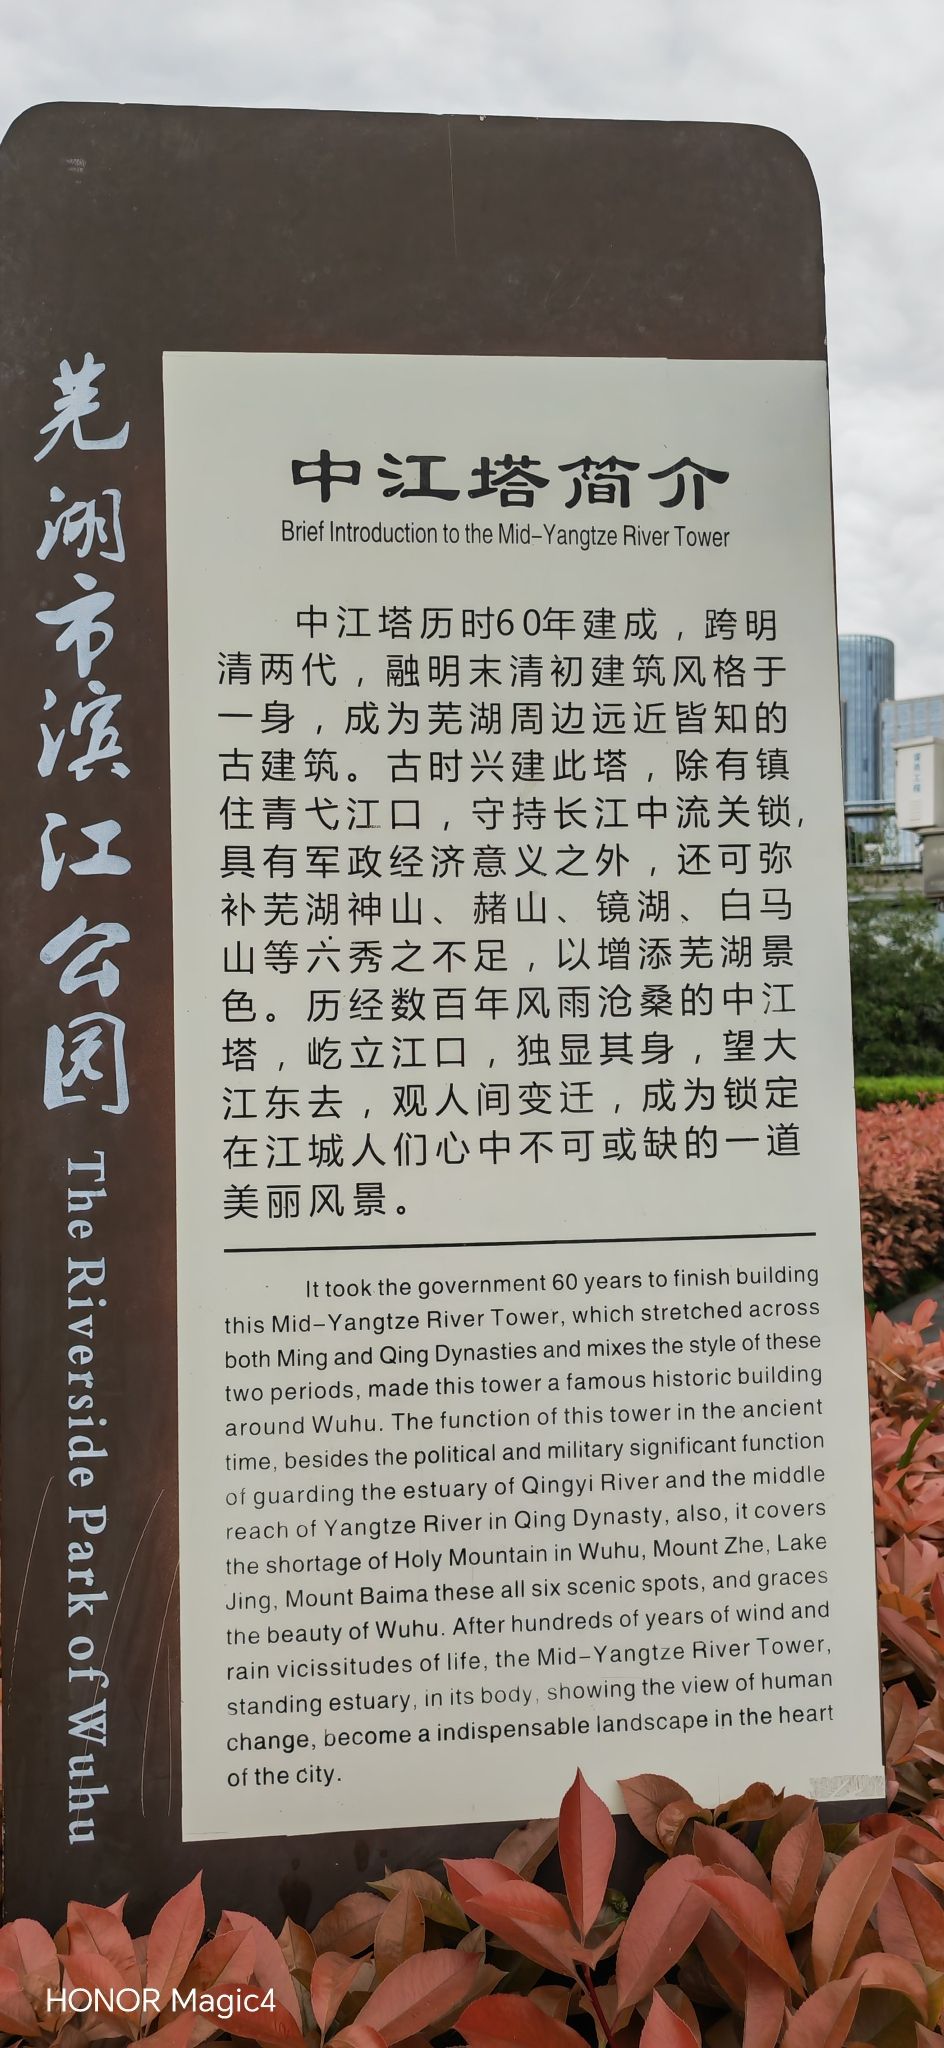 芜湖市滨江公园
The Riverside Park of Wuhu
中江塔简介
Brief Introduction to the Mid-Yangtze River Tower
中江塔历时60年建成，跨明
清两代，融明末清初建筑风格于
一身，成为芜湖周边远近皆知的
古建筑。古时兴建此塔，除有镇
住青弋江口，守持长江中流关锁，
具有军政经济意义之外，还可弥
补芜湖神山、赭山、镜湖、白马
山等六秀之不足，以增添芜湖景
色。历经数百年风雨沧桑的中江
塔，屹立江口，独显其身，望大
江东去，观人间变迁，成为锁定
在江城人们心中不可或缺的一道
美丽风景。
It took the government 60 years to finish building
this Mid-Yangtze River Tower, which stretched across
both Ming and Qing Dynasties and mixes the style of these
two periods, made this tower a famous historic building
around Wuhu. The function of this tower in the ancient
time, besides the political and military significant function
of guarding the estuary of Qingyi River and the middle
reach of Yangtze River in Qing Dynasty, also, it covers
the shortage of Holy Mountain in Wuhu, Mount Zhe, Lake
Jing, Mount Baima these all six scenic spots, and graces
the beauty of Wuhu. After hundreds of years of wind and
rain vicissitudes of life, the Mid-Yangtze River Tower,
standing estuary, in its body, showing the view of human
change, become a indispensable landscape in the heart
of the city.
HONOR Magic4